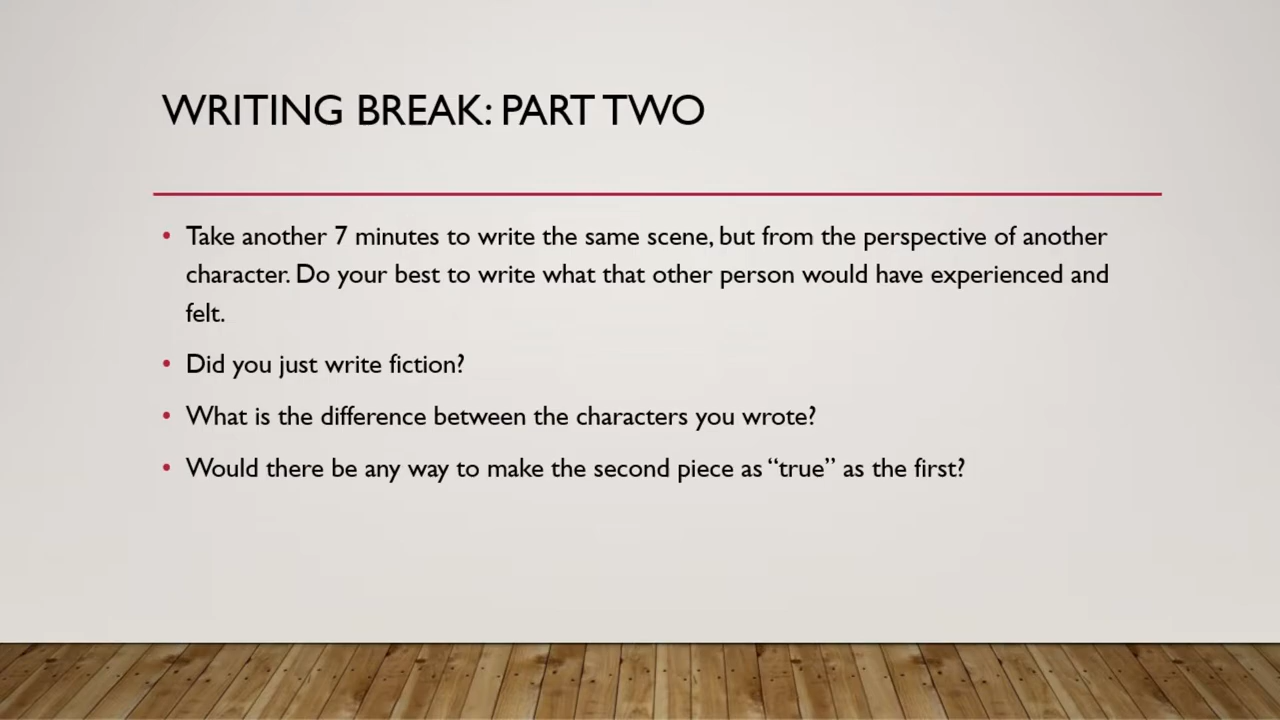 WRITING BREAK: PART TWO
• Take another 7 minutes to write the same scene, but from the perspective of another
character. Do your best to write what that other person would have experienced and
felt.
• Did you just write fiction?
• What is the difference between the characters you wrote?
• Would there be any way to make the second piece as “true” as the first?